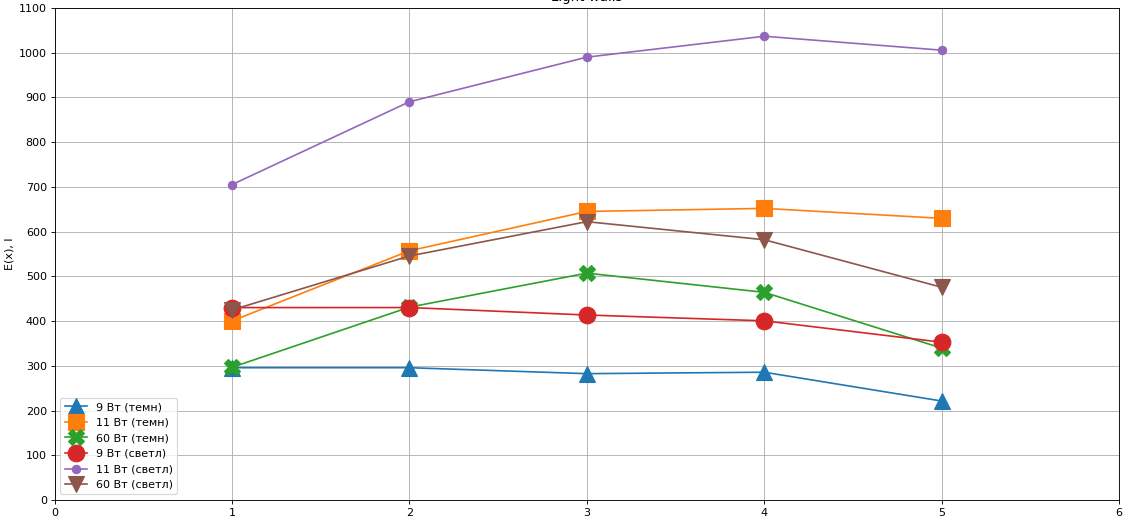 1100
1000
900
800
700
600
500
400
300
200
100
0
E(x), l
9 Вт (темн)
11 Вт (темн)
60 Вт (темн)
9 Вт (светл)
11 Вт (светл)
60 Вт (светл)
0 1 2 3 4 5 6